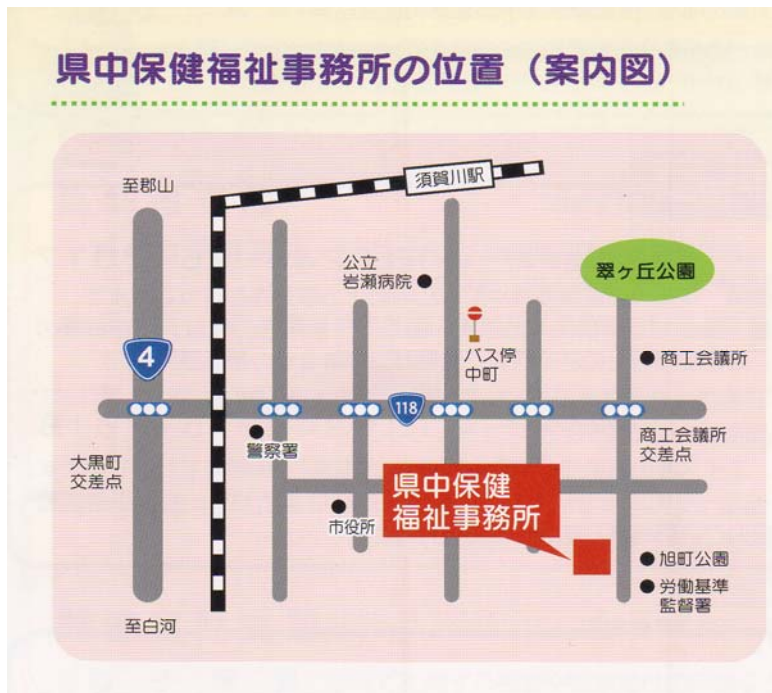 県中保健福祉事務所の位置（案内図）
至郡山
須賀川駅
公立
岩瀬病院
翠ヶ丘公園
4
バス停
中町
商工会議所
118
警察署
大黒町
交差点
商工会議所
交差点
県中保健
福祉事務所
市役所
旭町公園
労働基準
監督署
至白河